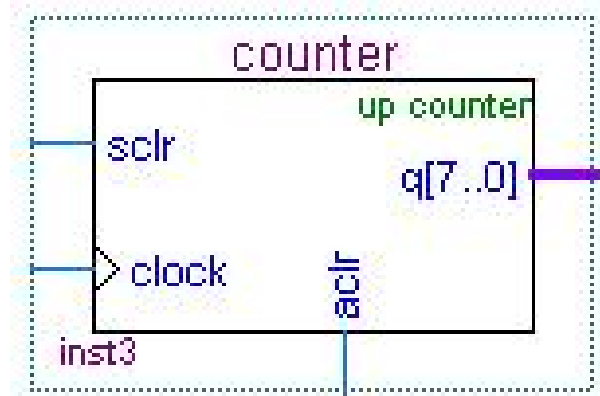 counter
up counter
sclr
q[7..0]
clock
aclr
inst3